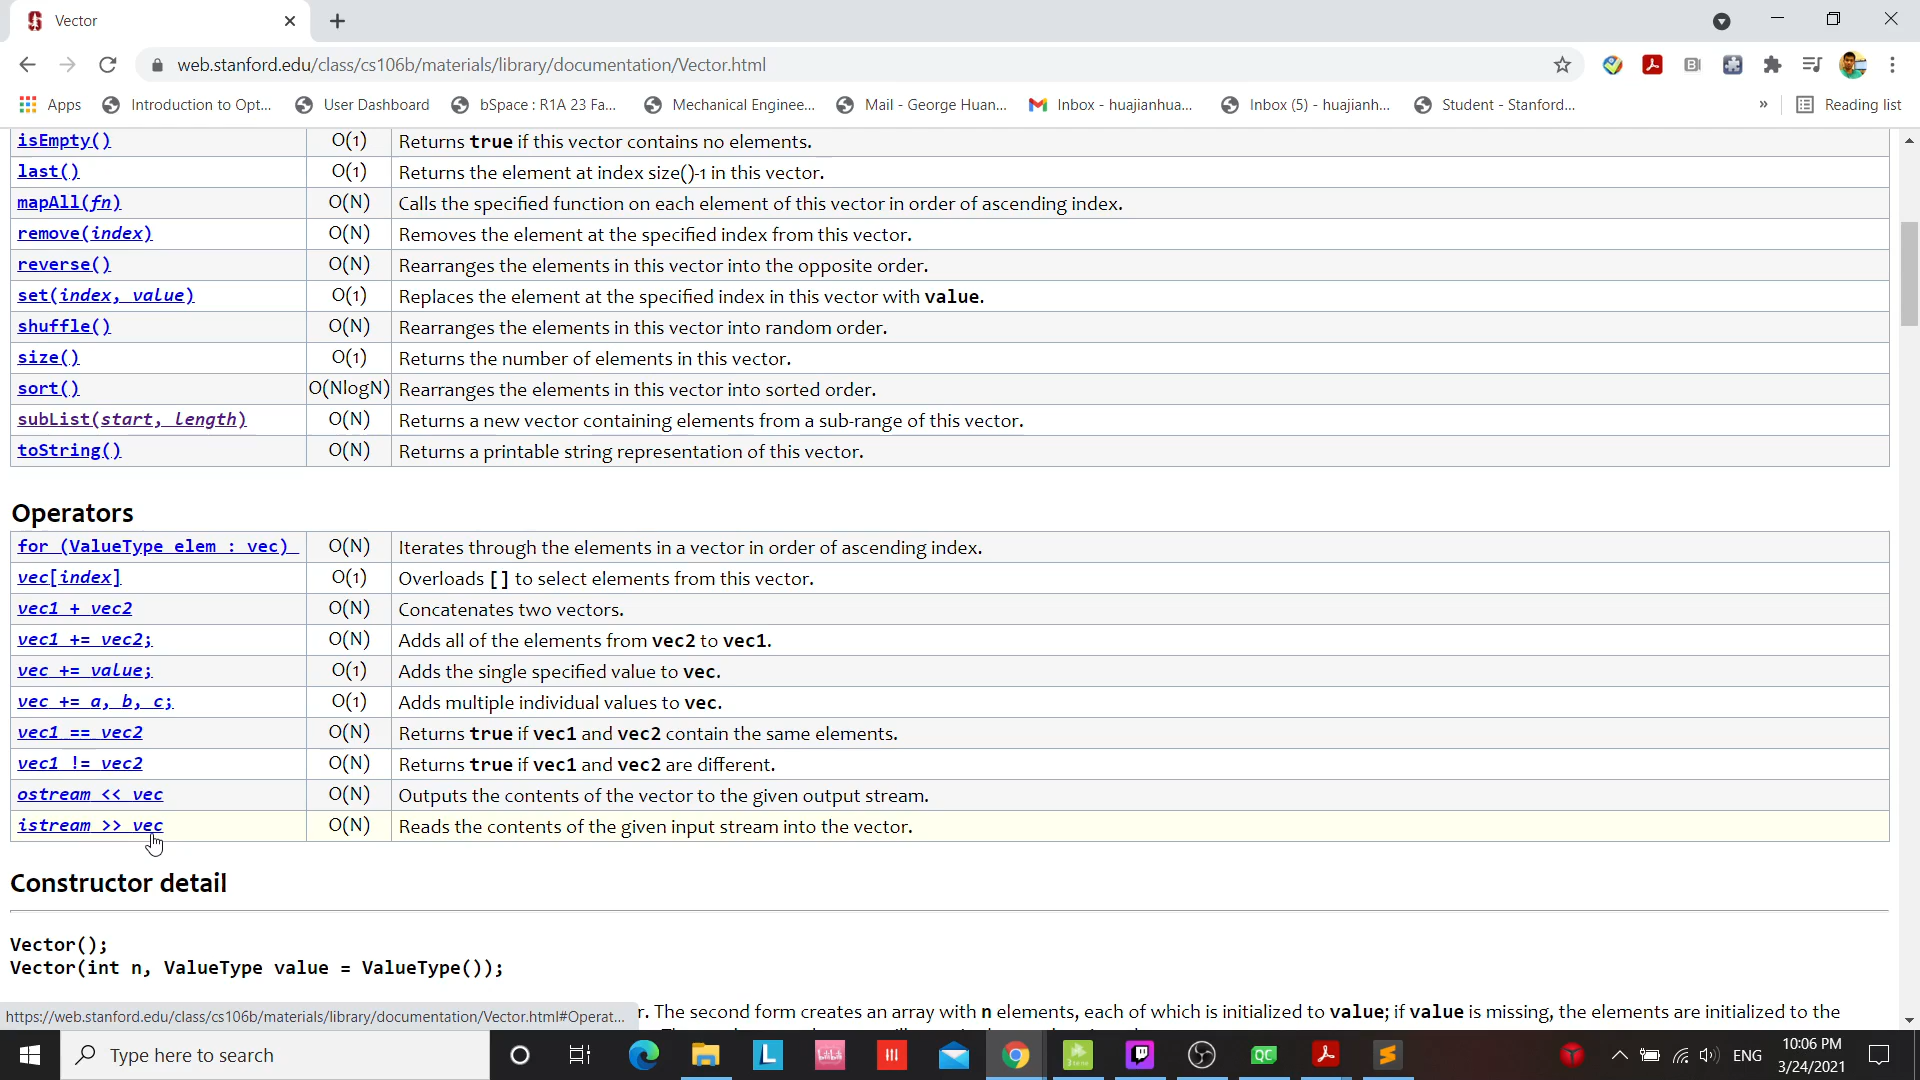 Vector
web.stanford.edu/class/cs106b/materials/library/documentation/Vector.html
Apps Introduction to Opt... User Dashboard bSpace : R1A 23 Fa... Mechanical Enginee... Mail - George Huan... Inbox - huajianhua... Inbox (5) - huajianh... Student - Stanford... » Reading list
isEmpty() O(1) Returns true if this vector contains no elements.
last() O(1) Returns the element at index size()-1 in this vector.
mapAll(fn) O(N) Calls the specified function on each element of this vector in order of ascending index.
remove(index) O(N) Removes the element at the specified index from this vector.
reverse() O(N) Rearranges the elements in this vector into the opposite order.
set(index, value) O(1) Replaces the element at the specified index in this vector with value.
shuffle() O(N) Rearranges the elements in this vector into random order.
size() O(1) Returns the number of elements in this vector.
sort() O(NlogN) Rearranges the elements in this vector into sorted order.
subList(start, length) O(N) Returns a new vector containing elements from a sub-range of this vector.
toString() O(N) Returns a printable string representation of this vector.
Operators
for (ValueType elem : vec) O(N) Iterates through the elements in a vector in order of ascending index.
vec[index] O(1) Overloads [] to select elements from this vector.
vec1 + vec2 O(N) Concatenates two vectors.
vec1 += vec2; O(N) Adds all of the elements from vec2 to vec1.
vec += value; O(1) Adds the single specified value to vec.
vec += a, b, c; O(1) Adds multiple individual values to vec.
vec1 == vec2 O(N) Returns true if vec1 and vec2 contain the same elements.
vec1 != vec2 O(N) Returns true if vec1 and vec2 are different.
ostream << vec O(N) Outputs the contents of the vector to the given output stream.
istream >> vec O(N) Reads the contents of the given input stream into the vector.
Constructor detail
Vector();
Vector(int n, ValueType value = ValueType());
r. The second form creates an array with n elements, each of which is initialized to value; if value is missing, the elements are initialized to the
https://web.stanford.edu/class/cs106b/materials/library/documentation/Vector.html#Operat...
Type here to search
QC
ENG
10:06 PM
3/24/2021